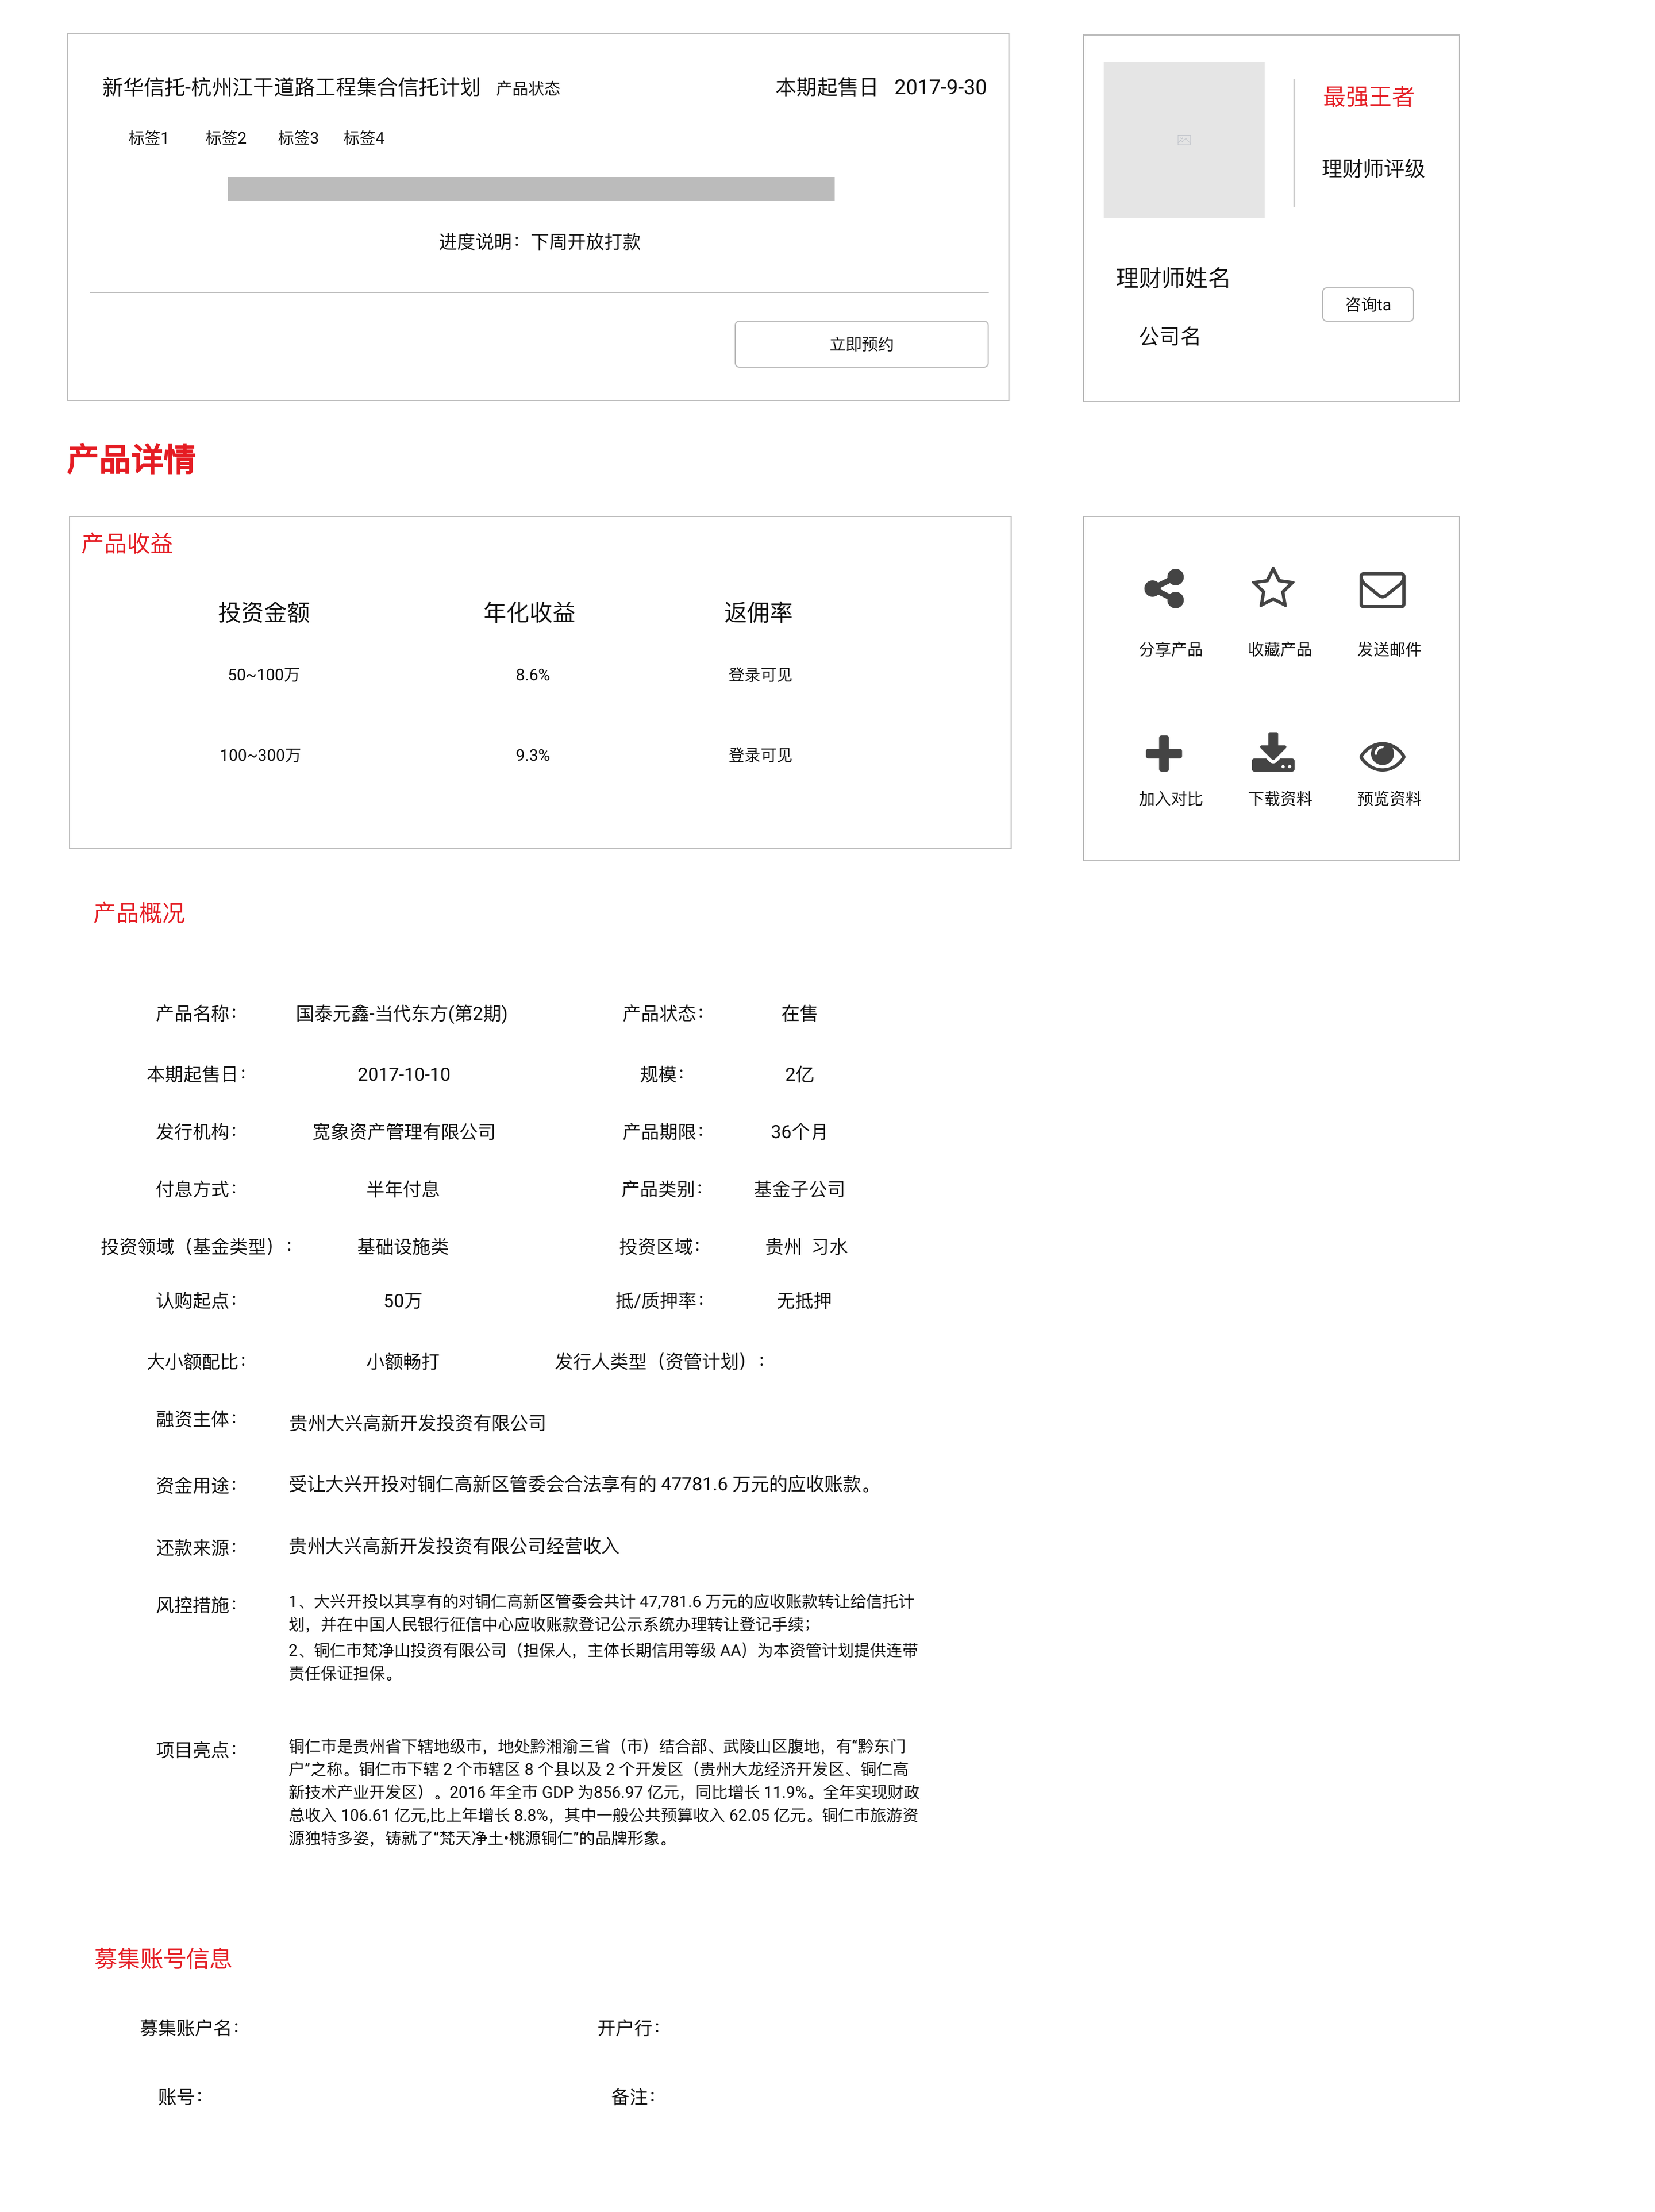 新华信托-杭州江干道路工程集合信托计划 产品状态 本期起售日 2017-9-30
标签1 标签2 标签3 标签4
进度说明：下周开放打款
立即预约
最强王者
理财师评级
理财师姓名
咨询ta
公司名
产品详情
产品收益
投资金额 年化收益 返佣率
50~100万 8.6% 登录可见
100~300万 9.3% 登录可见
分享产品 收藏产品 发送邮件
加入对比 下载资料 预览资料
产品概况
产品名称： 国泰元鑫-当代东方(第2期) 产品状态： 在售
本期起售日： 2017-10-10 规模： 2亿
发行机构： 宽象资产管理有限公司 产品期限： 36个月
付息方式： 半年付息 产品类别： 基金子公司
投资领域（基金类型）： 基础设施类 投资区域： 贵州 习水
认购起点： 50万 抵/质押率： 无抵押
大小额配比： 小额畅打 发行人类型（资管计划）：
融资主体： 贵州大兴高新开发投资有限公司
资金用途： 受让大兴开投对铜仁高新区管委会合法享有的 47781.6 万元的应收账款。
还款来源： 贵州大兴高新开发投资有限公司经营收入
风控措施： 1、大兴开投以其享有的对铜仁高新区管委会共计 47,781.6 万元的应收账款转让给信托计
划，并在中国人民银行征信中心应收账款登记公示系统办理转让登记手续；
2、铜仁市梵净山投资有限公司（担保人，主体长期信用等级 AA）为本资管计划提供连带
责任保证担保。
项目亮点： 铜仁市是贵州省下辖地级市，地处黔湘渝三省（市）结合部、武陵山区腹地，有“黔东门
户”之称。铜仁市下辖 2 个市辖区 8 个县以及 2 个开发区（贵州大龙经济开发区、铜仁高
新技术产业开发区）。2016 年全市 GDP 为856.97 亿元，同比增长 11.9%。全年实现财政
总收入 106.61 亿元,比上年增长 8.8%，其中一般公共预算收入 62.05 亿元。铜仁市旅游资
源独特多姿，铸就了“梵天净土•桃源铜仁”的品牌形象。
募集账号信息
募集账户名： 开户行：
账号： 备注：